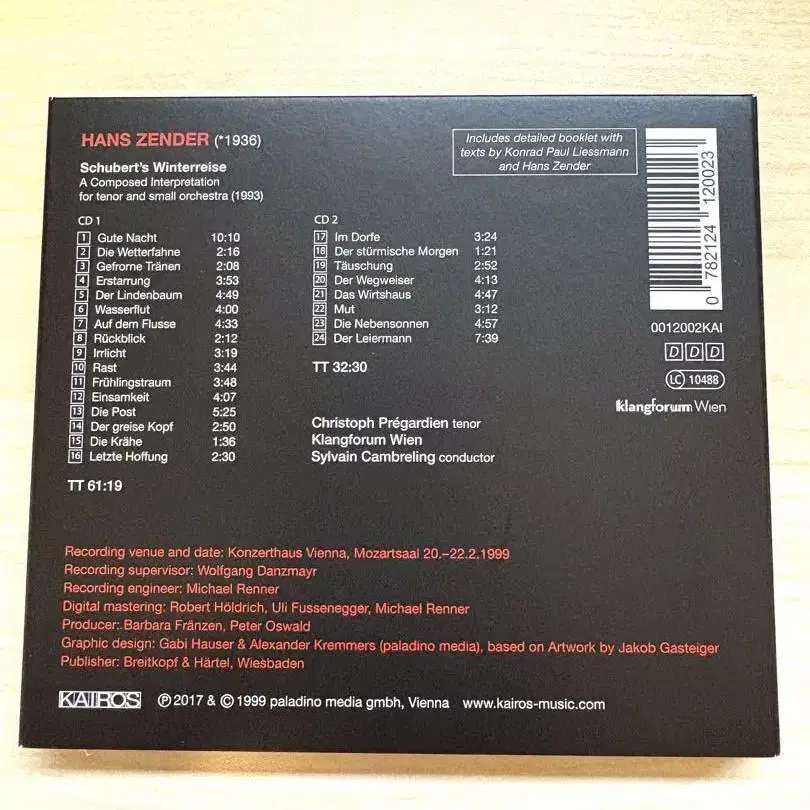 HANS ZENDER (*1936)
Schubert's Winterreise
A Composed Interpretation
for tenor and small orchestra (1993)
Includes detailed booklet with
texts by Konrad Paul Liessmann
and Hans Zender
CD 1
1 Gute Nacht 10:10
2 Die Wetterfahne 2:16
3 Gefrorne Tränen 2:08
4 Erstarrung 3:53
5 Der Lindenbaum 4:49
6 Wasserflut 4:00
7 Auf dem Flusse 4:33
8 Rückblick 2:12
9 Irrlicht 3:19
10 Rast 3:44
11 Frühlingstraum 3:48
12 Einsamkeit 4:07
13 Die Post 5:25
14 Der greise Kopf 2:50
15 Die Krähe 1:36
16 Letzte Hoffung 2:30
TT 61:19
CD 2
17 Im Dorfe 3:24
18 Der stürmische Morgen 1:21
19 Täuschung 2:52
20 Der Wegweiser 4:13
21 Das Wirtshaus 4:47
22 Mut 3:12
23 Die Nebensonnen 4:57
24 Der Leiermann 7:39
TT 32:30
Christoph Prégardien tenor
Klangforum Wien
Sylvain Cambreling conductor
0 782124 120023
0012002KAI
D D D
LC 10488
klangforum Wien
Recording venue and date: Konzerthaus Vienna, Mozartsaal 20.–22.2.1999
Recording supervisor: Wolfgang Danzmayr
Recording engineer: Michael Renner
Digital mastering: Robert Höldrich, Uli Fussenegger, Michael Renner
Producer: Barbara Fränzen, Peter Oswald
Graphic design: Gabi Hauser & Alexander Kremmers (paladino media), based on Artwork by Jakob Gasteiger
Publisher: Breitkopf & Härtel, Wiesbaden
KAIROS ℗ 2017 & © 1999 paladino media gmbh, Vienna www.kairos-music.com